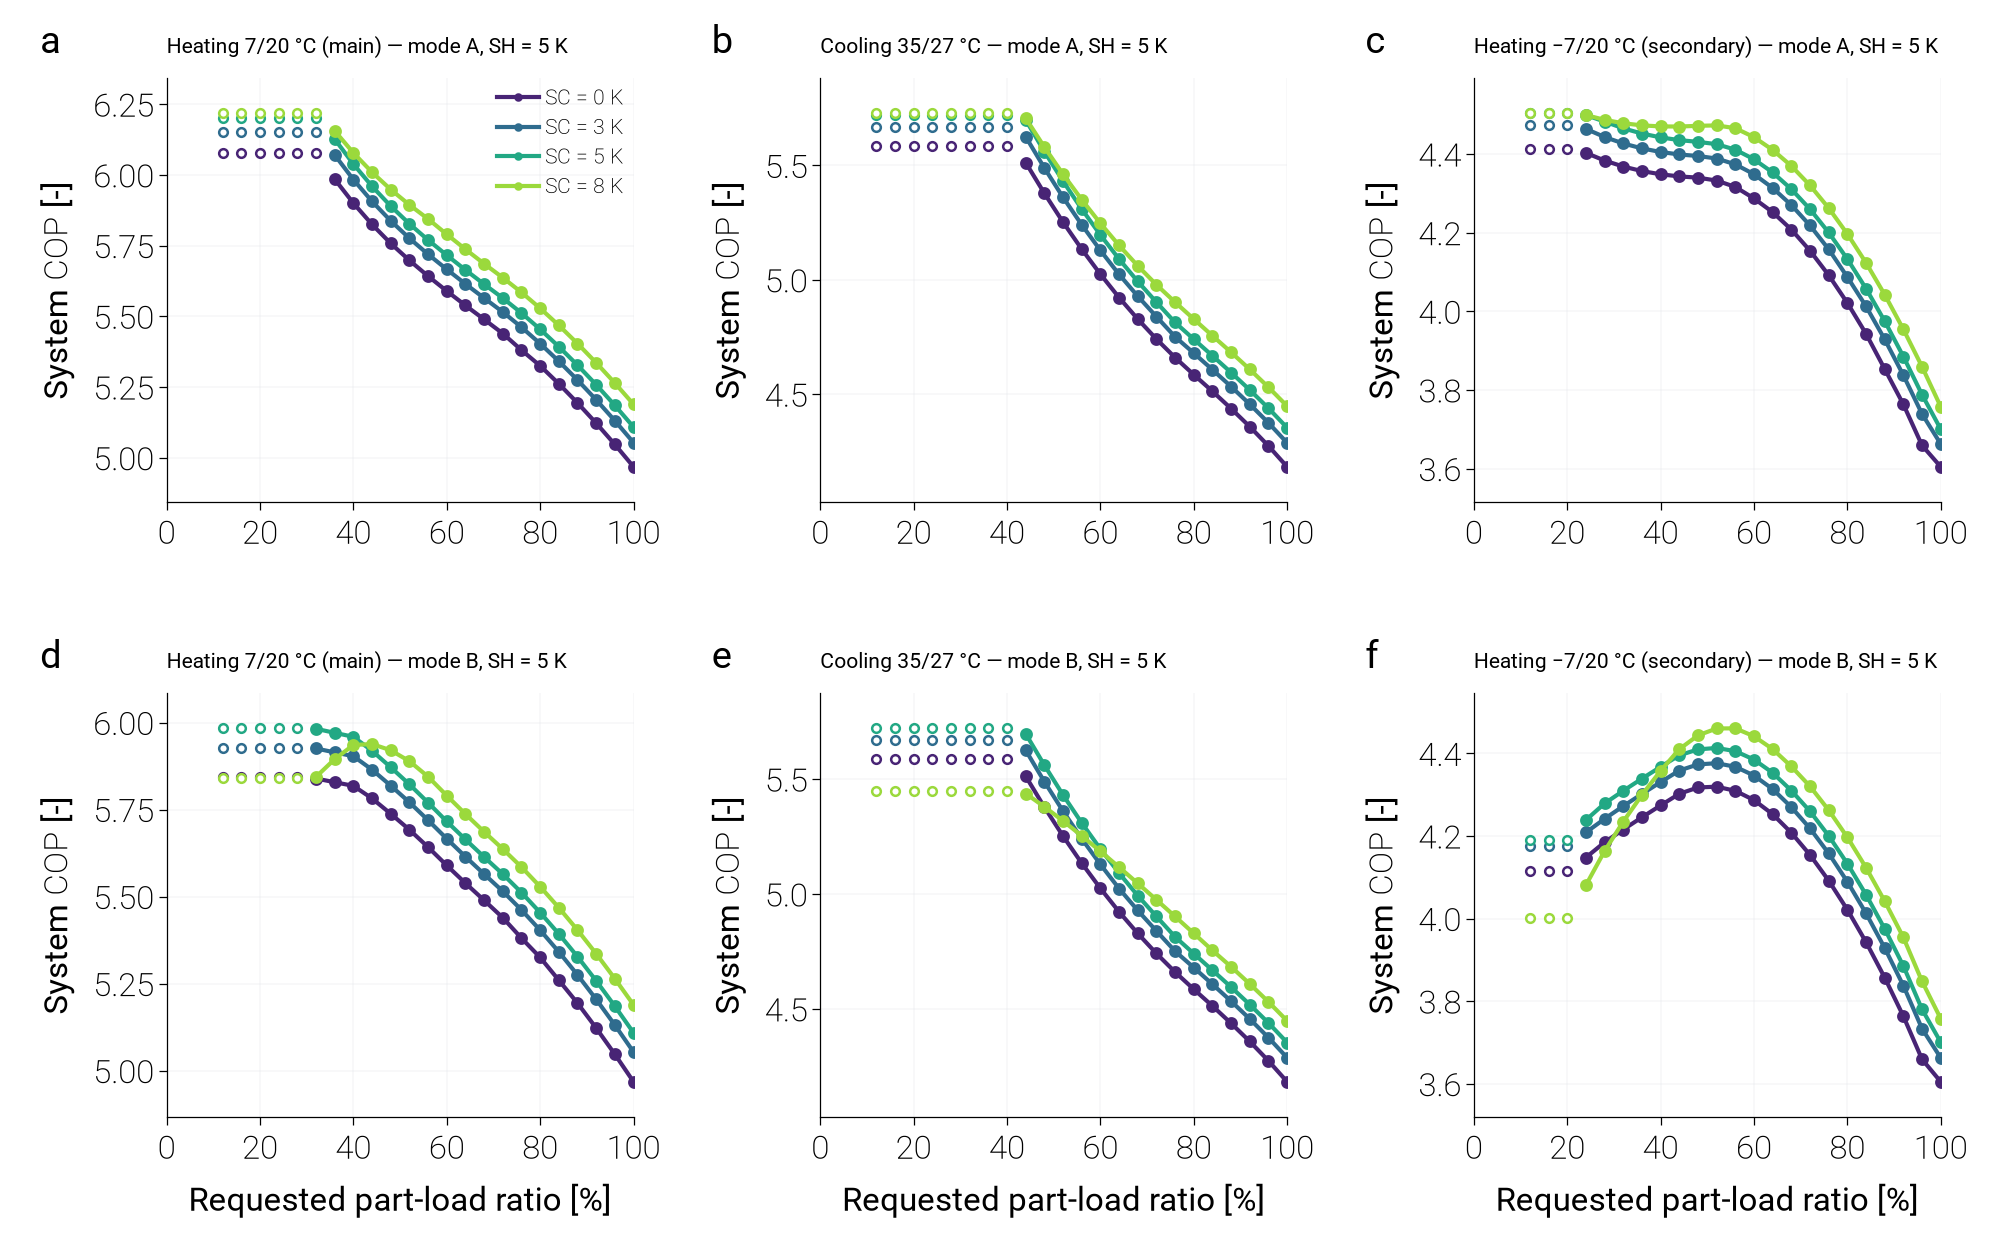 a
Heating 7/20 °C (main) — mode A, SH = 5 K
System COP [-]
6.25
6.00
5.75
5.50
5.25
5.00
0 20 40 60 80 100
SC = 0 K
SC = 3 K
SC = 5 K
SC = 8 K
b
Cooling 35/27 °C — mode A, SH = 5 K
System COP [-]
5.5
5.0
4.5
0 20 40 60 80 100
c
Heating −7/20 °C (secondary) — mode A, SH = 5 K
System COP [-]
4.4
4.2
4.0
3.8
3.6
0 20 40 60 80 100
d
Heating 7/20 °C (main) — mode B, SH = 5 K
System COP [-]
6.00
5.75
5.50
5.25
5.00
0 20 40 60 80 100
Requested part-load ratio [%]
e
Cooling 35/27 °C — mode B, SH = 5 K
System COP [-]
5.5
5.0
4.5
0 20 40 60 80 100
Requested part-load ratio [%]
f
Heating −7/20 °C (secondary) — mode B, SH = 5 K
System COP [-]
4.4
4.2
4.0
3.8
3.6
0 20 40 60 80 100
Requested part-load ratio [%]